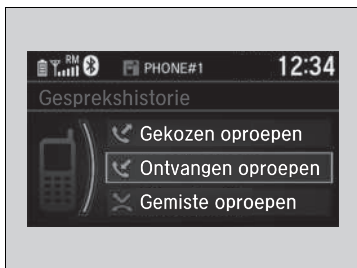 RM
PHONE#1 12:34
Gesprekshistorie
Gekozen oproepen
Ontvangen oproepen
Gemiste oproepen